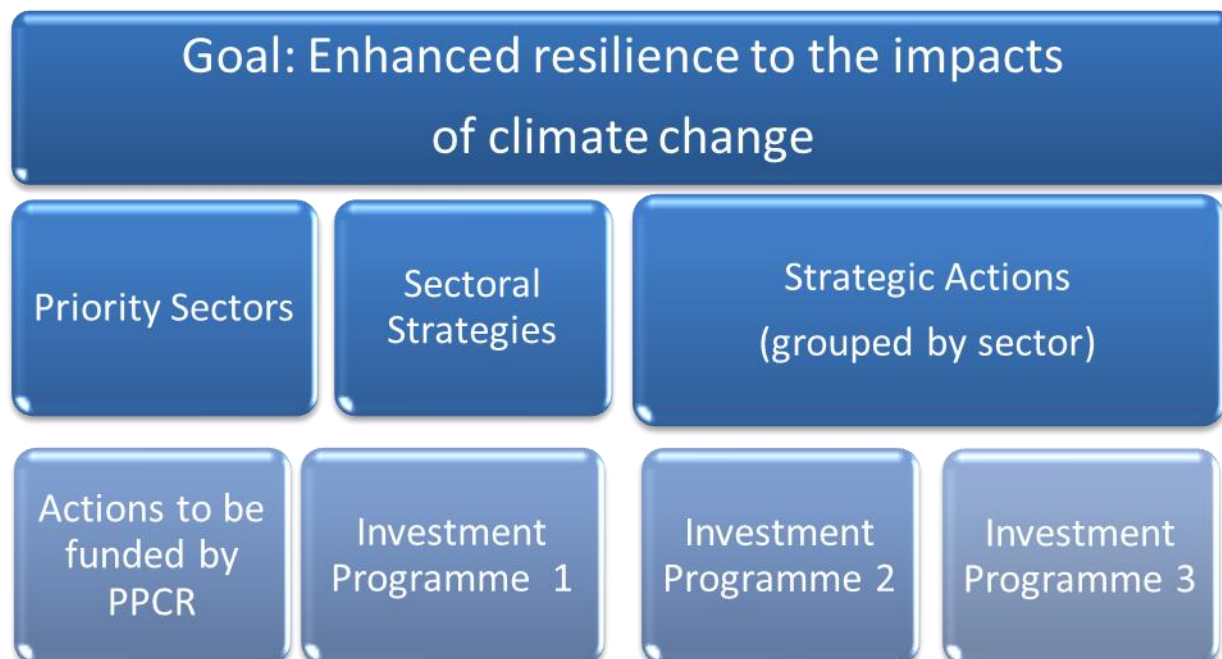 Goal: Enhanced resilience to the impacts
of climate change
Priority Sectors
Sectoral
Strategies
Strategic Actions
(grouped by sector)
Actions to be
funded by
PPCR
Investment
Programme 1
Investment
Programme 2
Investment
Programme 3